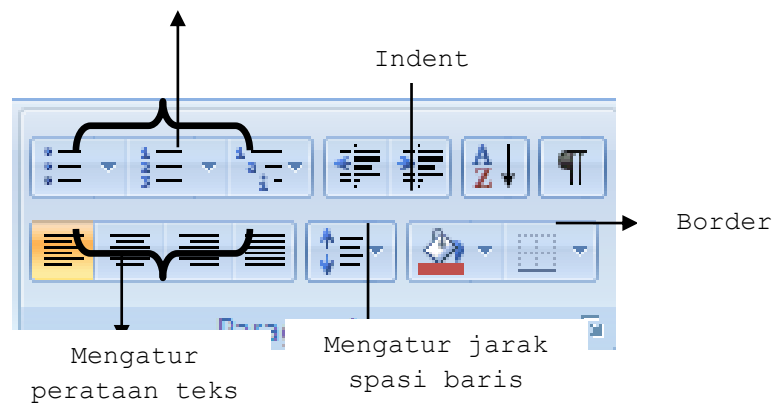 Indent
A
Z
¶
Border
Mengatur
perataan teks
Mengatur jarak
spasi baris